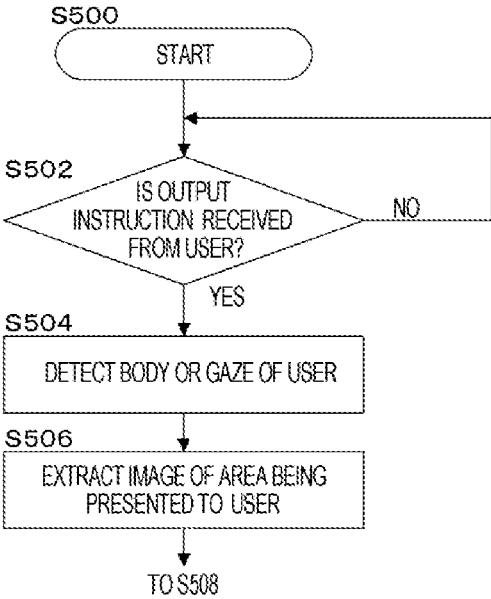 S500
START
S502
IS OUTPUT
INSTRUCTION RECEIVED
FROM USER?
NO
YES
S504
DETECT BODY OR GAZE OF USER
S506
EXTRACT IMAGE OF AREA BEING
PRESENTED TO USER
TO S508